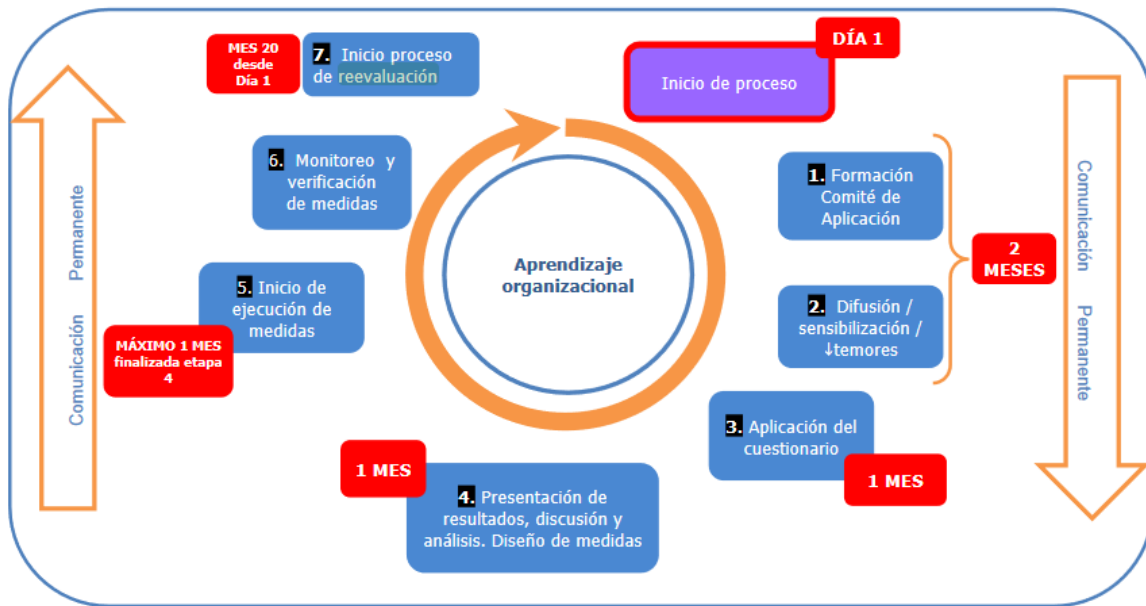 DÍA 1
Inicio de proceso
1. Formación
Comité de
Aplicación
2. Difusión /
sensibilización /
↓temores
2
MESES
3. Aplicación del
cuestionario
1 MES
4. Presentación de
resultados, discusión y
análisis. Diseño de medidas
1 MES
5. Inicio de
ejecución de
medidas
MÁXIMO 1 MES
finalizada etapa
4
6. Monitoreo y
verificación
de medidas
7. Inicio proceso
de reevaluación
MES 20
desde
Día 1
Aprendizaje
organizacional
Comunicación Permanente
Comunicación Permanente